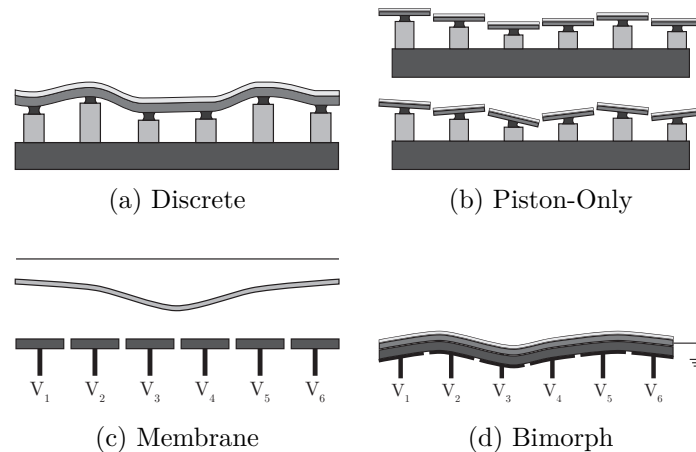 (a) Discrete
(b) Piston-Only
V₁ V₂ V₃ V₄ V₅ V₆
(c) Membrane
V₁ V₂ V₃ V₄ V₅ V₆
(d) Bimorph